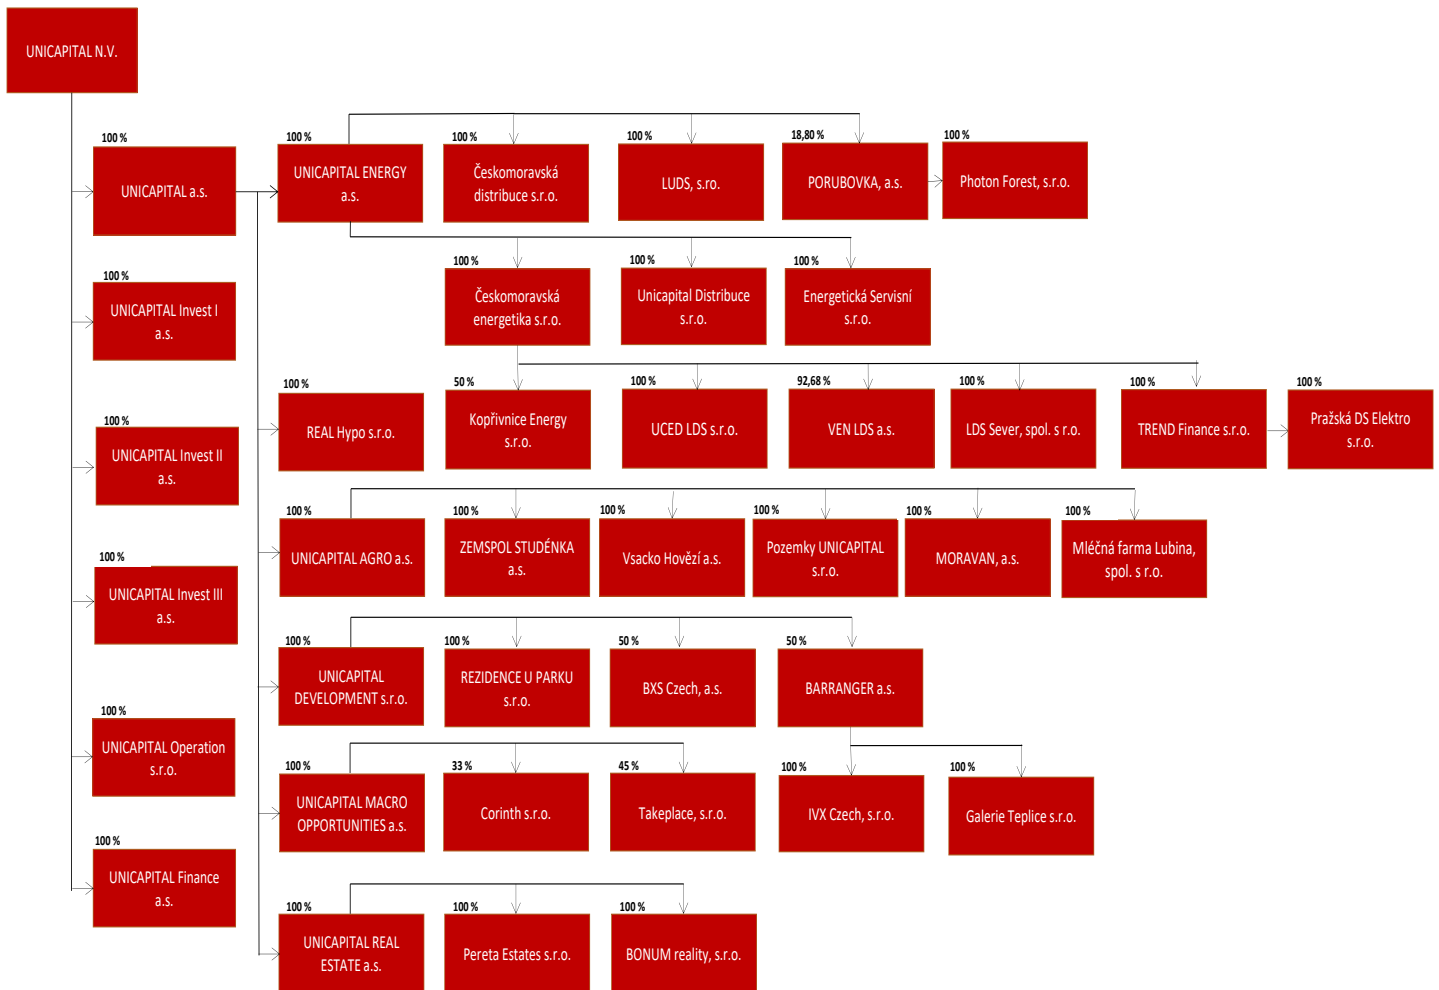 UNICAPITAL N.V.
100 %
UNICAPITAL a.s.
100 %
UNICAPITAL ENERGY
a.s.
100 %
Českomoravská
distribuce s.r.o.
100 %
LUDS, s.ro.
18,80 %
PORUBOVKA, a.s.
100 %
Photon Forest, s.r.o.
100 %
UNICAPITAL Invest I
a.s.
100 %
Českomoravská
energetika s.r.o.
100 %
Unicapital Distribuce
s.r.o.
100 %
Energetická Servisní
s.r.o.
100 %
REAL Hypo s.r.o.
50 %
Kopřivnice Energy
s.r.o.
100 %
UCED LDS s.r.o.
92,68 %
VEN LDS a.s.
100 %
LDS Sever, spol. s r.o.
100 %
TREND Finance s.r.o.
100 %
Pražská DS Elektro
s.r.o.
100 %
UNICAPITAL Invest II
a.s.
100 %
UNICAPITAL AGRO a.s.
100 %
ZEMSPOL STUDÉNKA
a.s.
100 %
Vsacko Hovězí a.s.
100 %
Pozemky UNICAPITAL
s.r.o.
100 %
MORAVAN, a.s.
100 %
Mléčná farma Lubina,
spol. s r.o.
100 %
UNICAPITAL Invest III
a.s.
100 %
UNICAPITAL
DEVELOPMENT s.r.o.
100 %
REZIDENCE U PARKU
s.r.o.
50 %
BXS Czech, a.s.
50 %
BARRANGER a.s.
100 %
UNICAPITAL Operation
s.r.o.
100 %
UNICAPITAL MACRO
OPPORTUNITIES a.s.
33 %
Corinth s.r.o.
45 %
Takeplace, s.r.o.
100 %
IVX Czech, s.r.o.
100 %
Galerie Teplice s.r.o.
100 %
UNICAPITAL Finance
a.s.
100 %
UNICAPITAL REAL
ESTATE a.s.
100 %
Pereta Estates s.r.o.
100 %
BONUM reality, s.r.o.